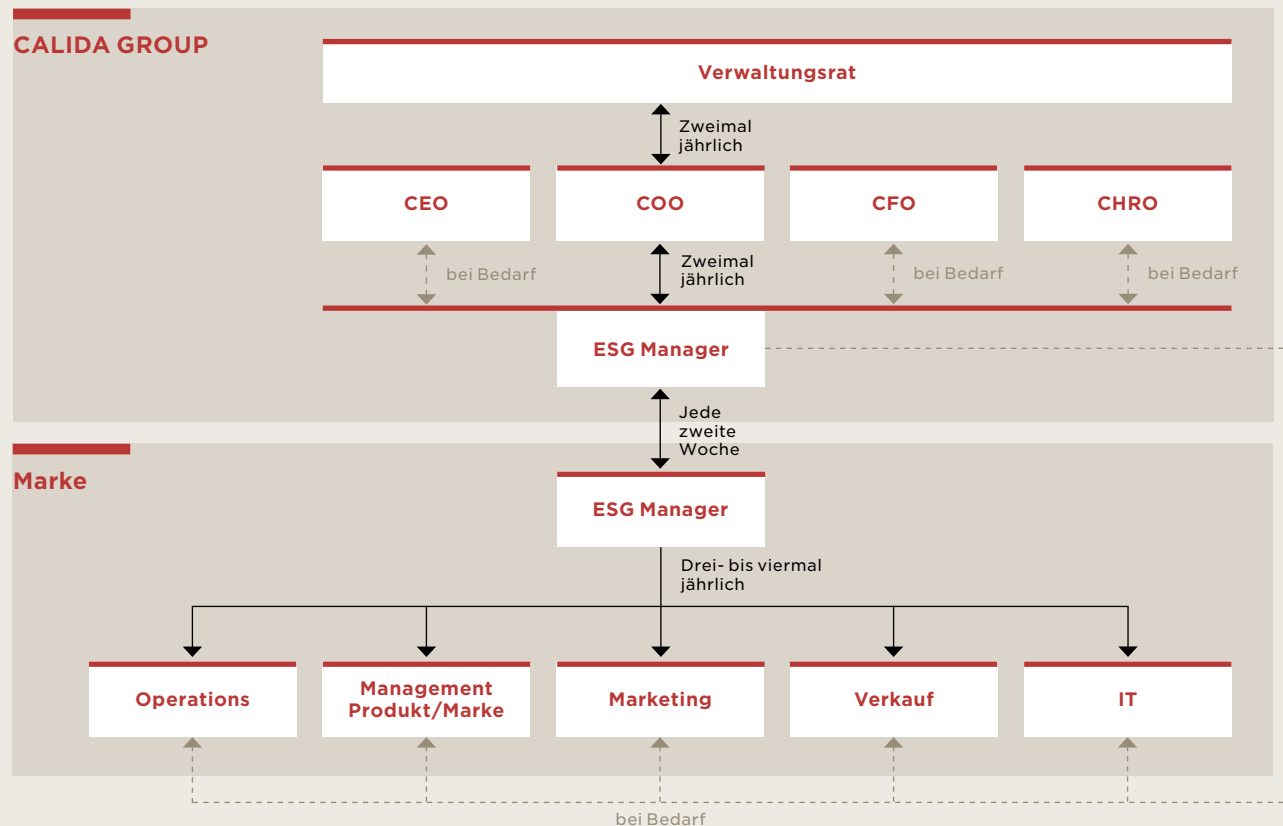 CALIDA GROUP
Verwaltungsrat
Zweimal
jährlich
CEO
COO
CFO
CHRO
bei Bedarf
Zweimal
jährlich
bei Bedarf
bei Bedarf
ESG Manager
Jede
zweite
Woche
Marke
ESG Manager
Drei- bis viermal
jährlich
Operations
Management
Produkt/Marke
Marketing
Verkauf
IT
bei Bedarf